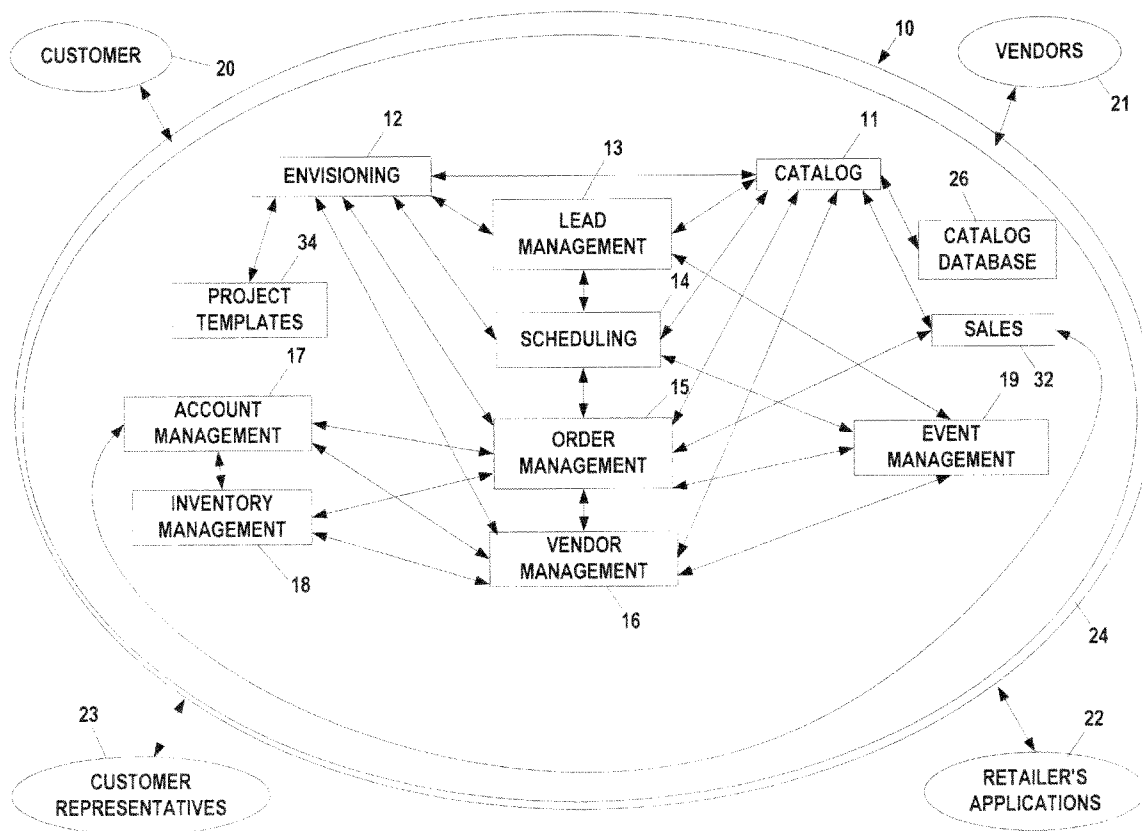 CUSTOMER
20
10
VENDORS
21
12
ENVISIONING
13
11
CATALOG
26
LEAD
MANAGEMENT
CATALOG
DATABASE
34
PROJECT
TEMPLATES
14
SCHEDULING
SALES
32
17
ACCOUNT
MANAGEMENT
15
ORDER
MANAGEMENT
19
EVENT
MANAGEMENT
INVENTORY
MANAGEMENT
18
VENDOR
MANAGEMENT
16
24
23
CUSTOMER
REPRESENTATIVES
22
RETAILER'S
APPLICATIONS